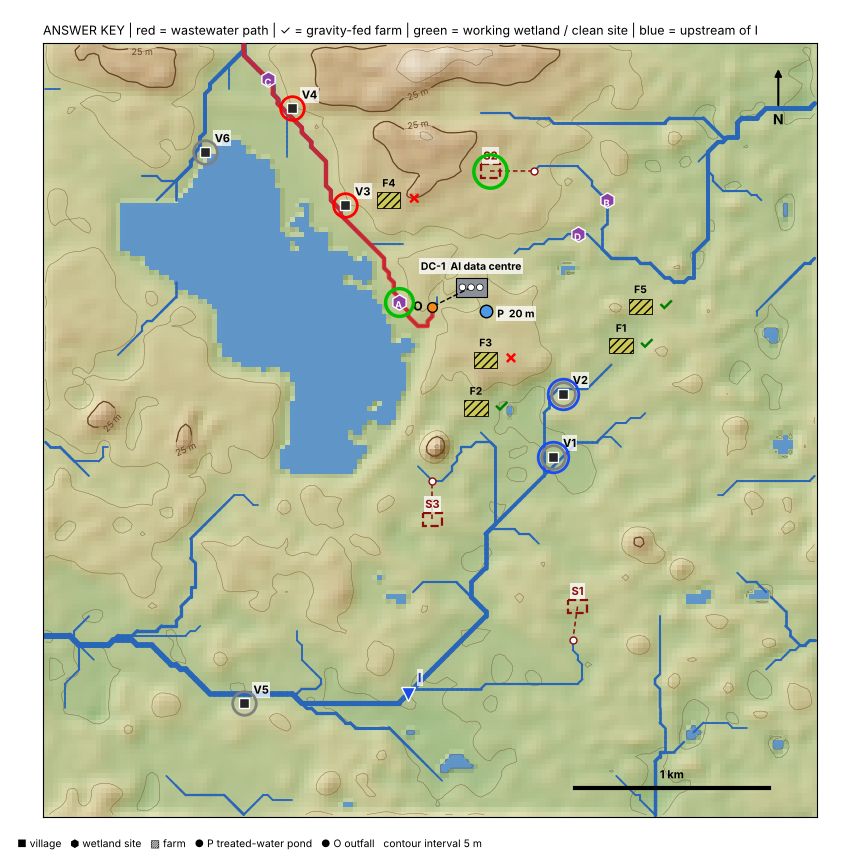 ANSWER KEY | red = wastewater path | ✓ = gravity-fed farm | green = working wetland / clean site | blue = upstream of I
25 m
C
25 m
V4
N
25 m
V6
S2
F4
V3
B
D
DC-1 AI data centre
A
O
P 20 m
F5
F1
F3
V2
F2
25 m
25 m
V1
S3
S1
I
V5
1 km
village
wetland site
farm
P treated-water pond
O outfall
contour interval 5 m